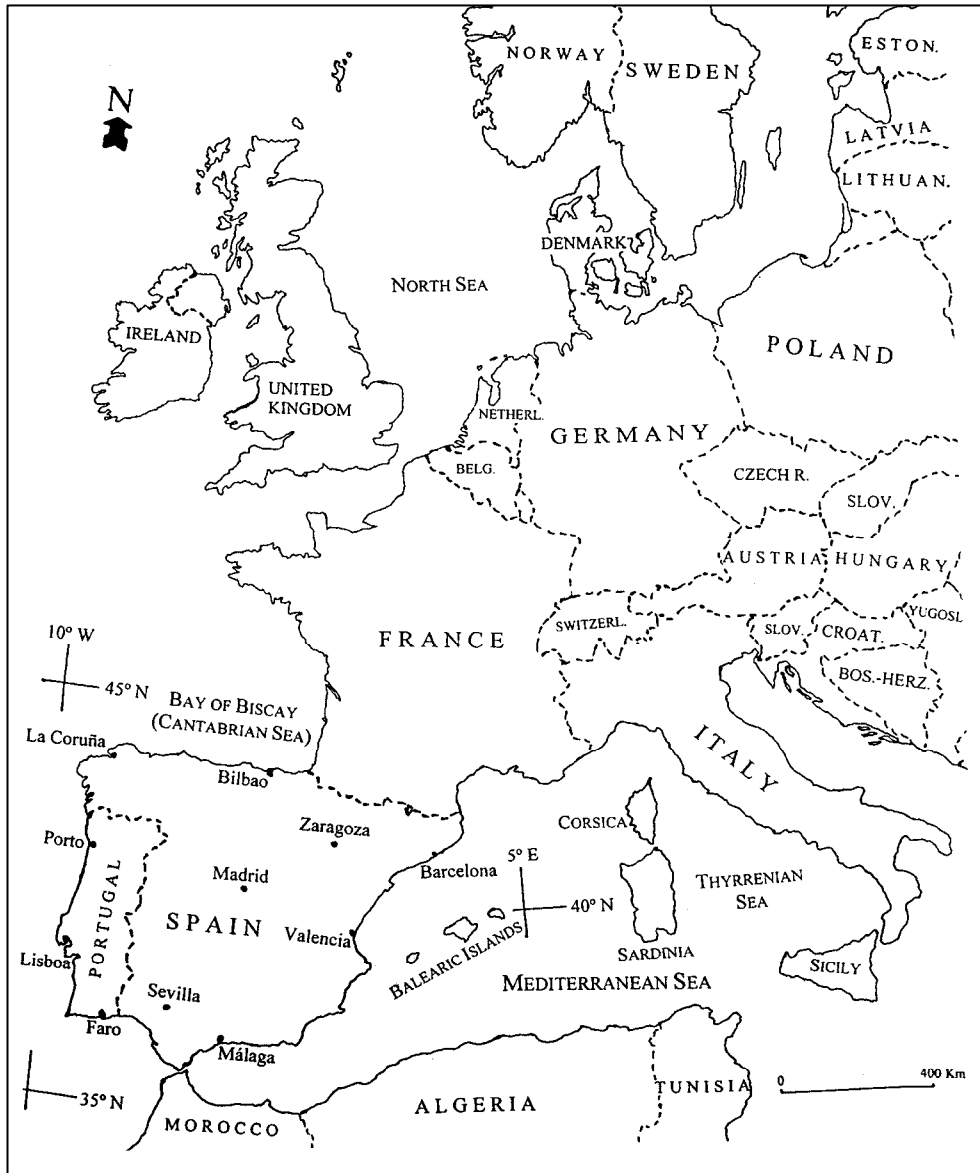 NORWAY
SWEDEN
ESTON.
N
LATVIA
LITHUAN.
DENMARK
NORTH SEA
IRELAND
POLAND
UNITED
KINGDOM
NETHERL.
GERMANY
BELG.
CZECH R.
SLOV.
AUSTRIA
HUNGARY
YUGOSL
SWITZERL.
SLOV.
CROAT.
FRANCE
BOS.-HERZ.
10° W
45° N
BAY OF BISCAY
(CANTABRIAN SEA)
La Coruña
Bilbao
ITALY
Zaragoza
CORSICA
Porto
Barcelona
5° E
Madrid
THYRRENIAN
SEA
40° N
PORTUGAL
SPAIN
Valencia
Lisboa
BALEARIC ISLANDS
SARDINIA
SICILY
MEDITERRANEAN SEA
Sevilla
Faro
Málaga
400 Km
0
35° N
ALGERIA
TUNISIA
MOROCCO